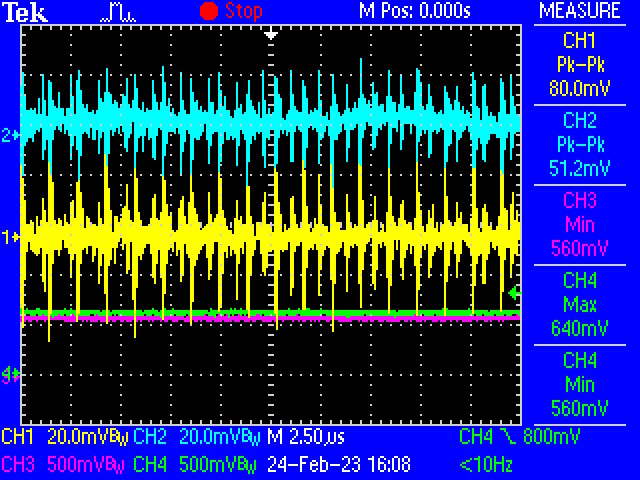 Tek Stop M Pos: 0.000s MEASURE
CH1
Pk-Pk
80.0mV
CH2
Pk-Pk
51.2mV
CH3
Min
560mV
CH4
Max
640mV
CH4
Min
560mV
2
1
4
CH1 20.0mVBw CH2 20.0mVBw M 2.50µs CH4 800mV
CH3 500mVBw CH4 500mVBw 24-Feb-23 16:08 <10Hz